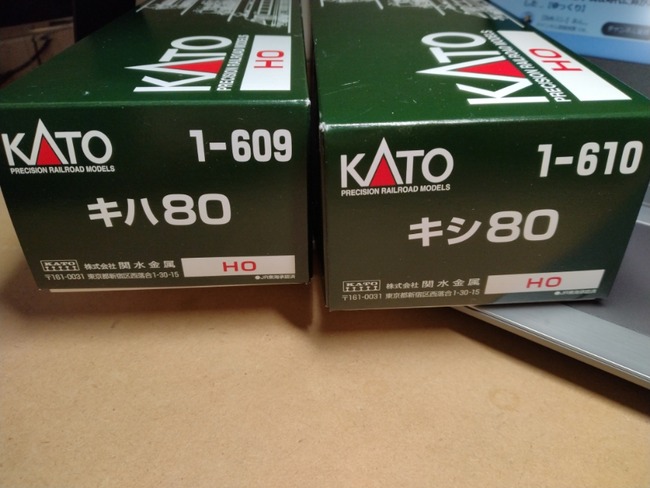 KATO
PRECISION RAILROAD MODELS
HO
KATO
PRECISION RAILROAD MODELS
1-609
キハ80
KATO
株式会社 関水金属
〒161-0031 東京都新宿区西落合1-30-15
HO
KATO
PRECISION RAILROAD MODELS
HO
KATO
PRECISION RAILROAD MODELS
1-610
キシ80
KATO
株式会社 関水金属
〒161-0031 東京都新宿区西落合1-30-15
HO